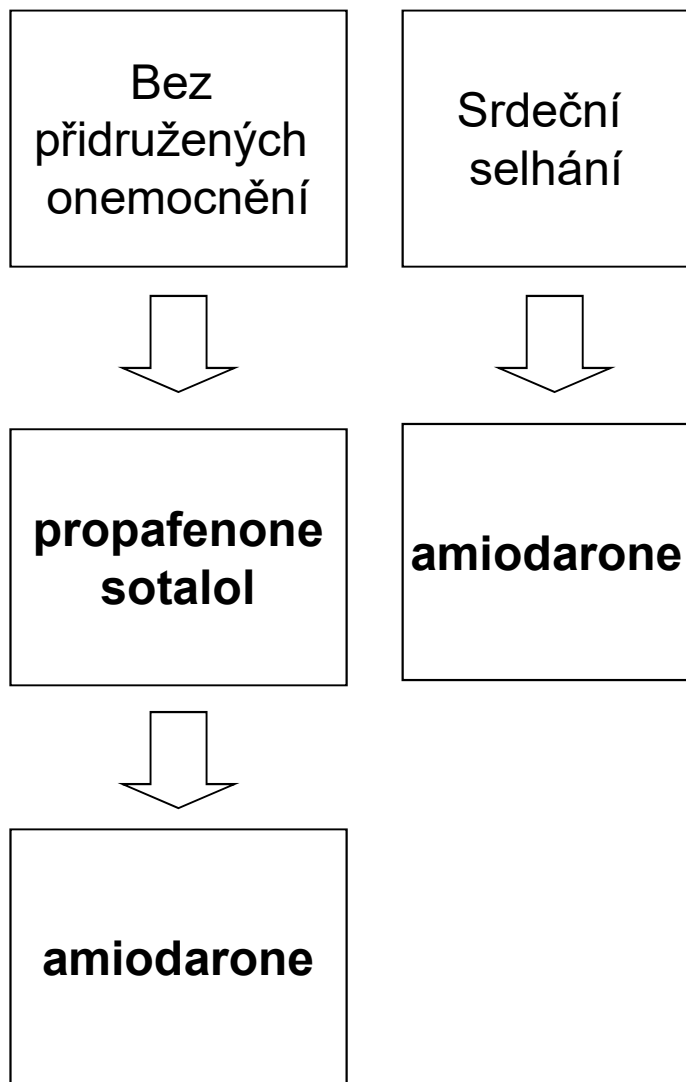 Bez
přidružených
onemocnění
Srdeční
selhání
propafenone
sotalol
amiodarone
amiodarone